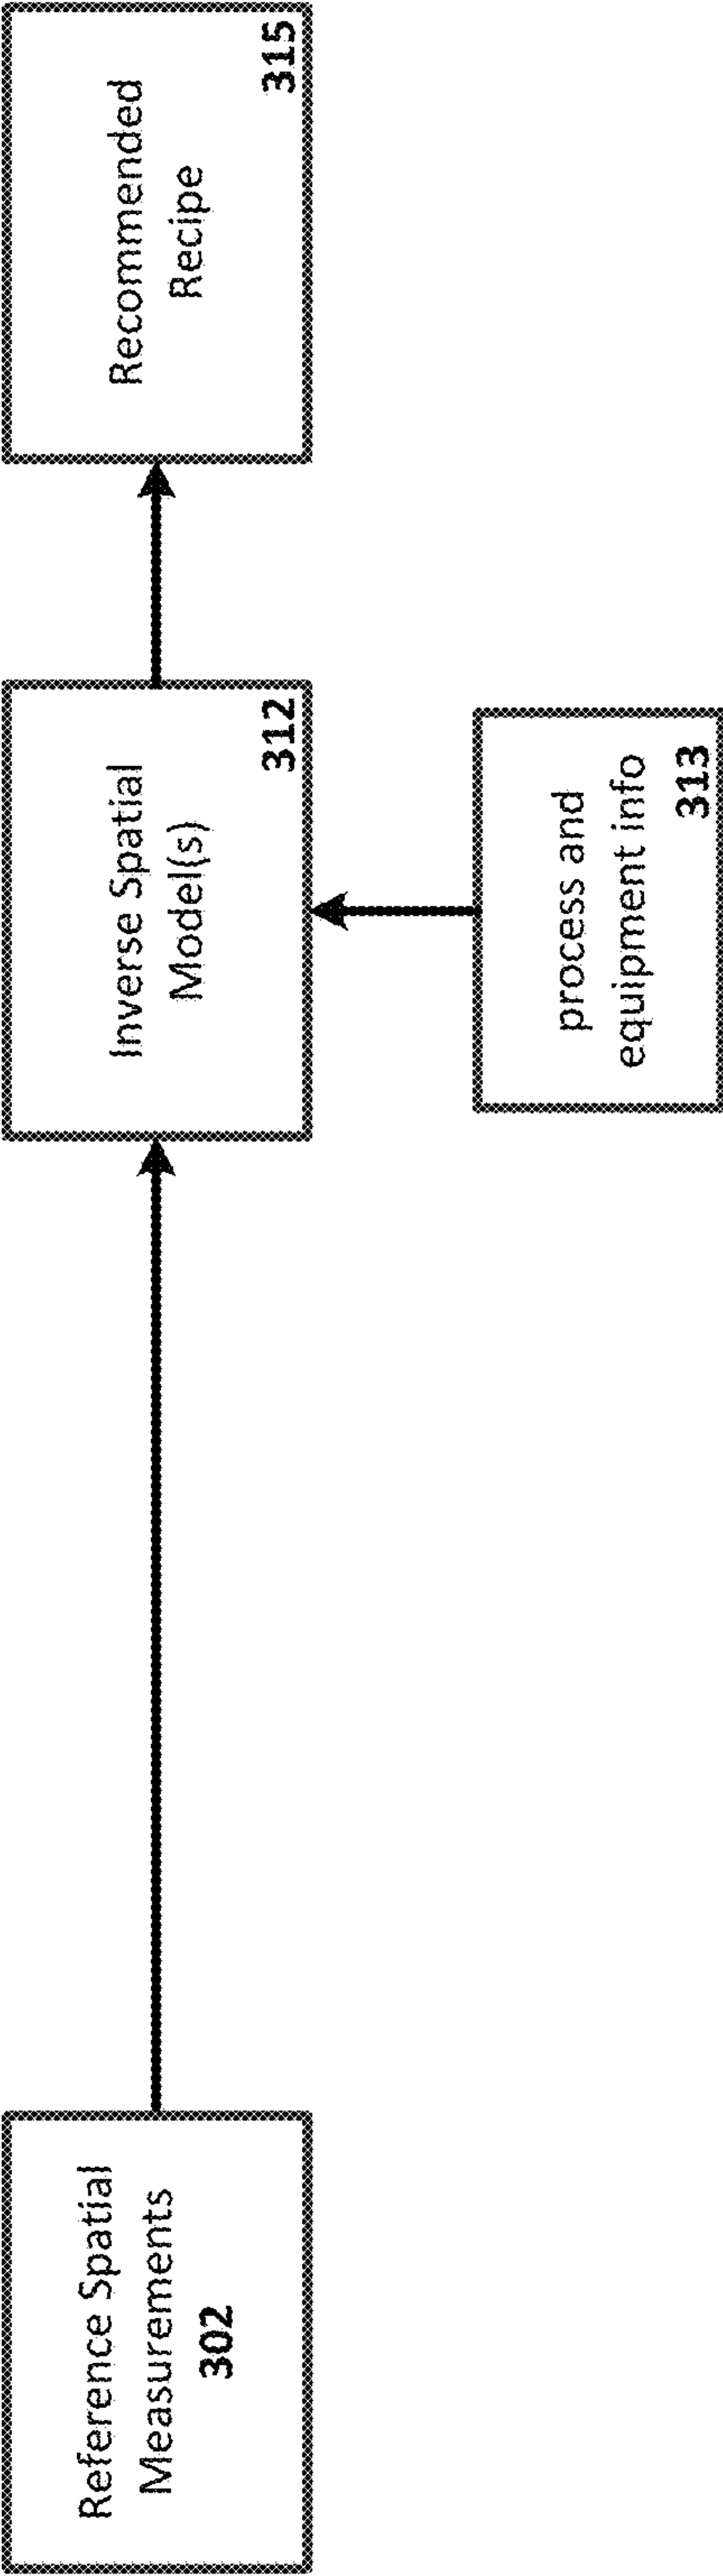 Reference Spatial
Measurements
302
Inverse Spatial
Model(s)
312
process and
equipment info
313
Recommended
Recipe
315